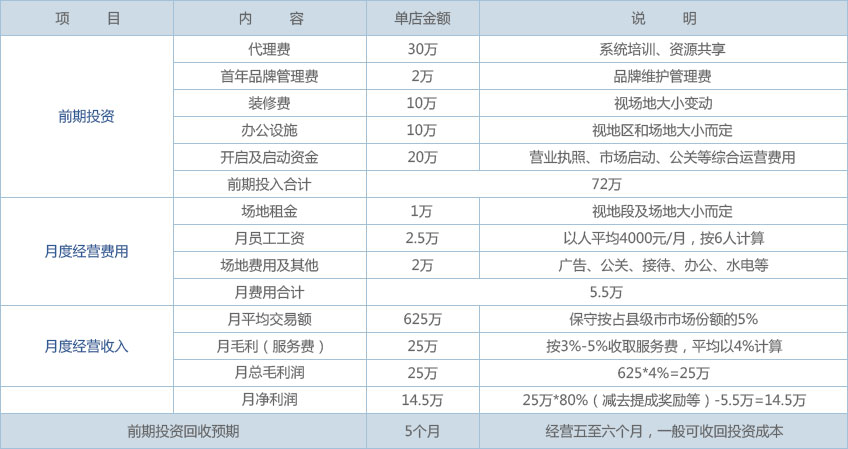 项 目 内 容 单店金额 说 明
代理费 30万 系统培训、资源共享
首年品牌管理费 2万 品牌维护管理费
装修费 10万 视场地大小变动
前期投资 办公设施 10万 视地区和场地大小而定
开启及启动资金 20万 营业执照、市场启动、公关等综合运营费用
前期投入合计 72万
场地租金 1万 视地段及场地大小而定
月度经营费用 月员工工资 2.5万 以人平均4000元/月，按6人计算
场地费用及其他 2万 广告、公关、接待、办公、水电等
月费用合计 5.5万
月平均交易额 625万 保守按占县级市市场份额的5%
月度经营收入 月毛利（服务费） 25万 按3%-5%收取服务费，平均以4%计算
月总毛利润 25万 625*4%=25万
月净利润 14.5万 25万*80%（减去提成奖励等）-5.5万=14.5万
前期投资回收预期 5个月 经营五至六个月，一般可收回投资成本